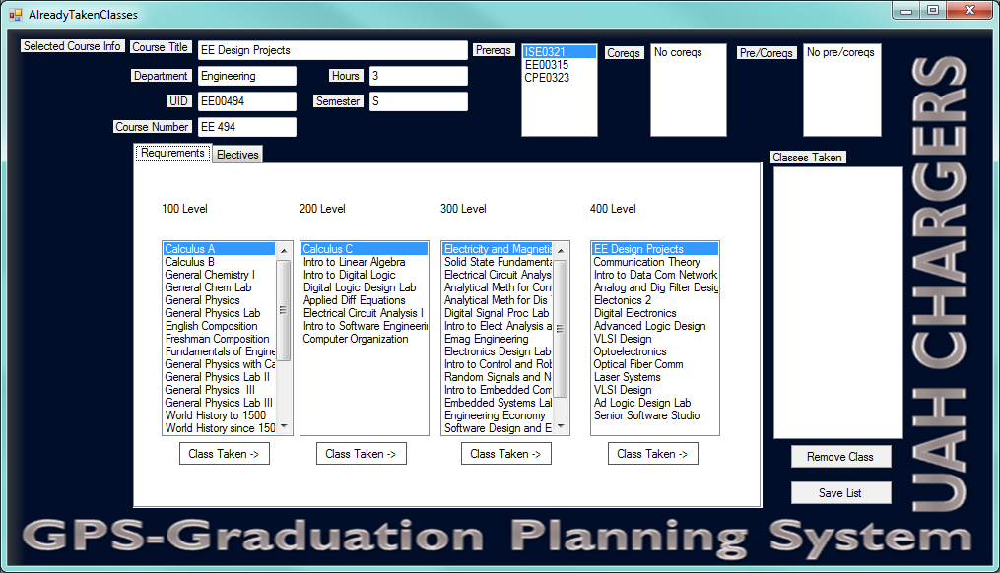 AlreadyTakenClasses
Selected Course Info
Course Title
EE Design Projects
Department
Engineering
Hours
3
UID
EE00494
Semester
S
Course Number
EE 494
Prereqs
ISE0321
EE00315
CPE0323
Coreqs
No coreqs
Pre/Coreqs
No pre/coreqs
Requirements
Electives
100 Level
Calculus A
Calculus B
General Chemistry I
General Chem Lab
General Physics
General Physics Lab
English Composition
Freshman Composition
Fundamentals of Engine
General Physics with Ca
General Physics Lab II
General Physics III
General Physics Lab III
World History to 1500
World History since 150
Class Taken ->
200 Level
Calculus C
Intro to Linear Algebra
Intro to Digital Logic
Digital Logic Design Lab
Applied Diff Equations
Electrical Circuit Analysis I
Intro to Software Engineerin
Computer Organization
Class Taken ->
300 Level
Electricity and Magnetis
Solid State Fundamenta
Electrical Circuit Analys
Analytical Meth for Con
Analytical Meth for Dis
Digital Signal Proc Lab
Intro to Elect Analysis a
Emag Engineering
Electronics Design Lab
Intro to Control and Rob
Random Signals and N
Intro to Embedded Com
Embedded Systems Lab
Engineering Economy
Software Design and E
Class Taken ->
400 Level
EE Design Projects
Communication Theory
Intro to Data Com Network
Analog and Dig Filter Desig
Electonics 2
Digital Electronics
Advanced Logic Design
VLSI Design
Optoelectronics
Optical Fiber Comm
Laser Systems
VLSI Design
Ad Logic Design Lab
Senior Software Studio
Class Taken ->
Classes Taken
Remove Class
Save List
UAH CHARGERS
GPS-Graduation Planning System